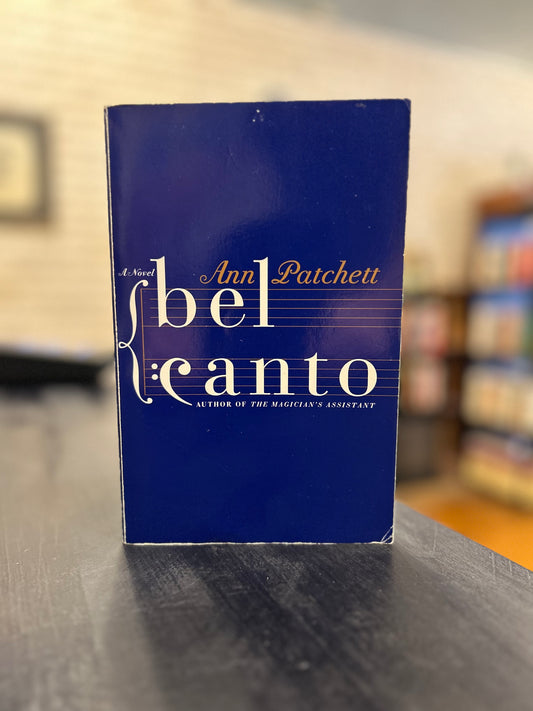 A Novel
Ann Patchett
bel
canto
AUTHOR OF THE MAGICIAN'S ASSISTANT